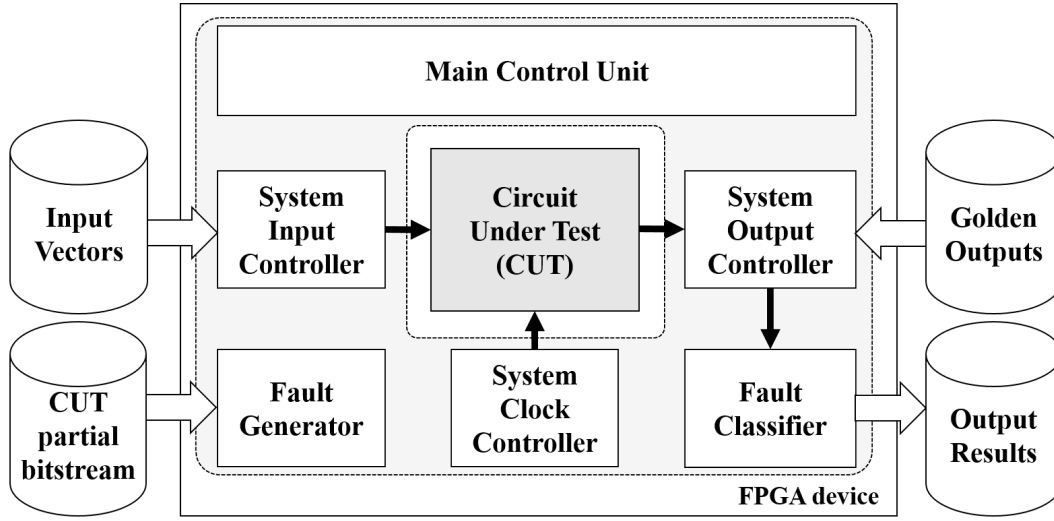 Main Control Unit
Input
Vectors
System
Input
Controller
Circuit
Under Test
(CUT)
System
Output
Controller
Golden
Outputs
CUT
partial
bitstream
Fault
Generator
System
Clock
Controller
Fault
Classifier
Output
Results
FPGA device